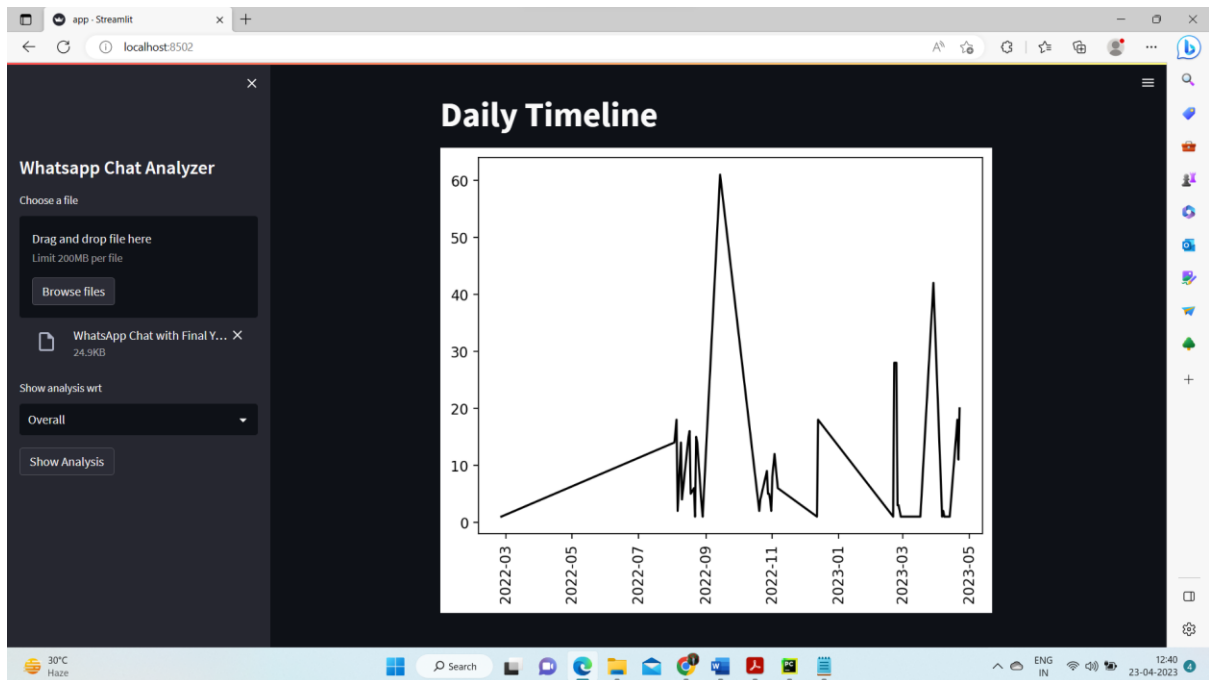 app · Streamlit
localhost:8502
Whatsapp Chat Analyzer
Choose a file
Drag and drop file here
Limit 200MB per file
Browse files
WhatsApp Chat with Final Y...
24.9KB
Show analysis wrt
Overall
Show Analysis
Daily Timeline
60
50
40
30
20
10
0
2022-03
2022-05
2022-07
2022-09
2022-11
2023-01
2023-03
2023-05
30°C
Haze
Search
ENG
IN
12:40
23-04-2023
4